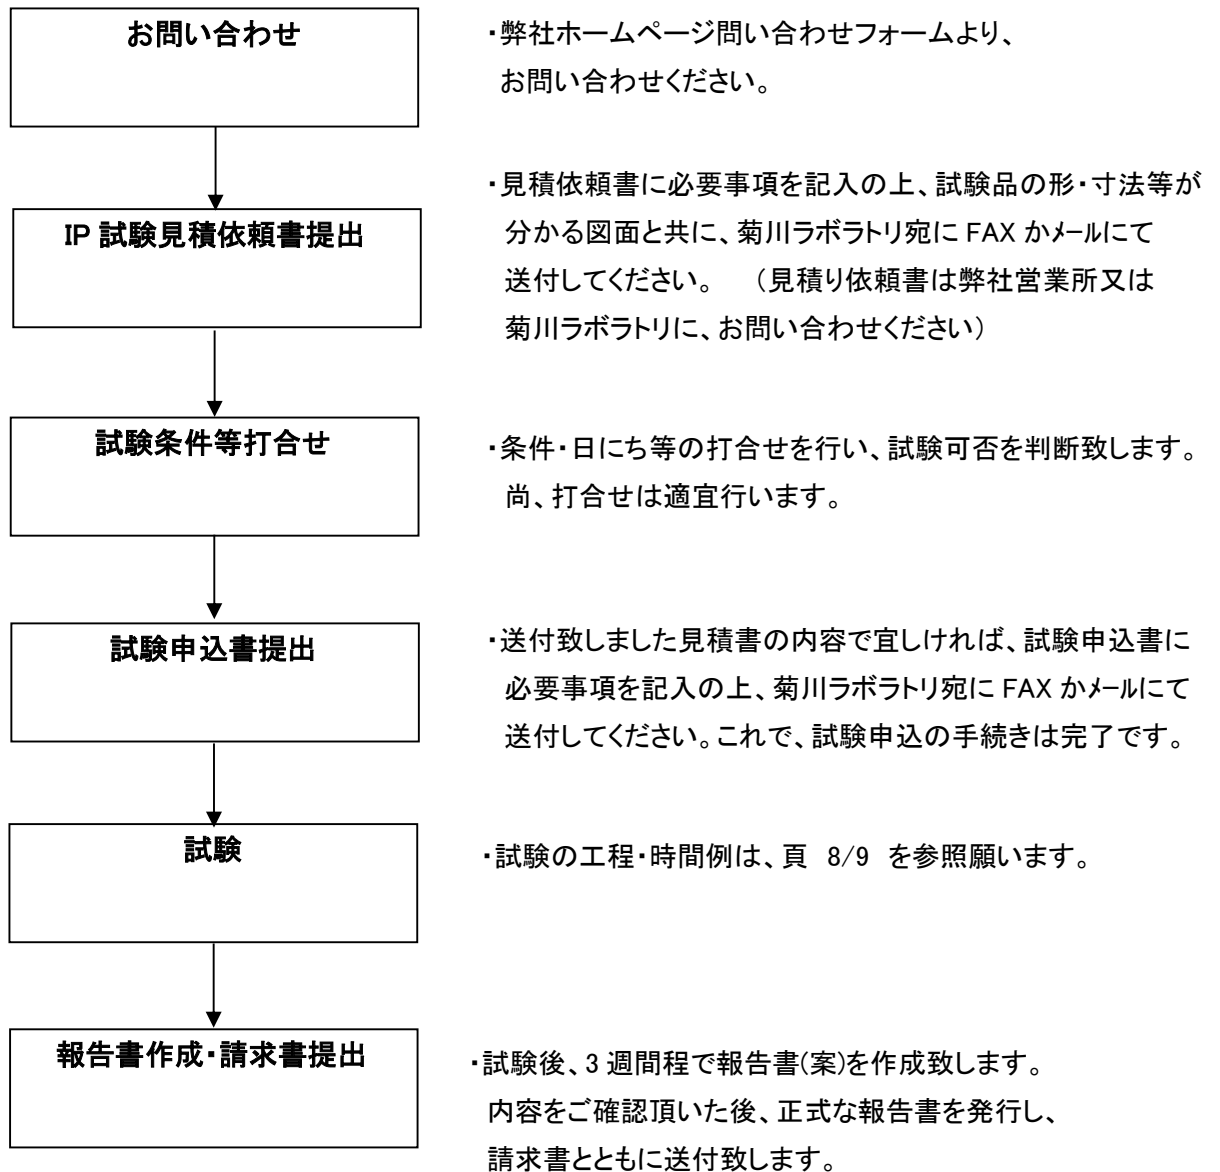 お問い合わせ
・弊社ホームページ問い合わせフォームより、
お問い合わせください。
IP 試験見積依頼書提出
・見積依頼書に必要事項を記入の上、試験品の形・寸法等が
分かる図面と共に、菊川ラボラトリ宛に FAX かﾒｰﾙにて
送付してください。　（見積り依頼書は弊社営業所又は
菊川ラボラトリに、お問い合わせください）
試験条件等打合せ
・条件・日にち等の打合せを行い、試験可否を判断致します。
尚、打合せは適宜行います。
試験申込書提出
・送付致しました見積書の内容で宜しければ、試験申込書に
必要事項を記入の上、菊川ラボラトリ宛に FAX かﾒｰﾙにて
送付してください。これで、試験申込の手続きは完了です。
試験
・試験の工程・時間例は、頁 8/9 を参照願います。
報告書作成・請求書提出
・試験後、3 週間程で報告書(案)を作成致します。
内容をご確認頂いた後、正式な報告書を発行し、
請求書とともに送付致します。